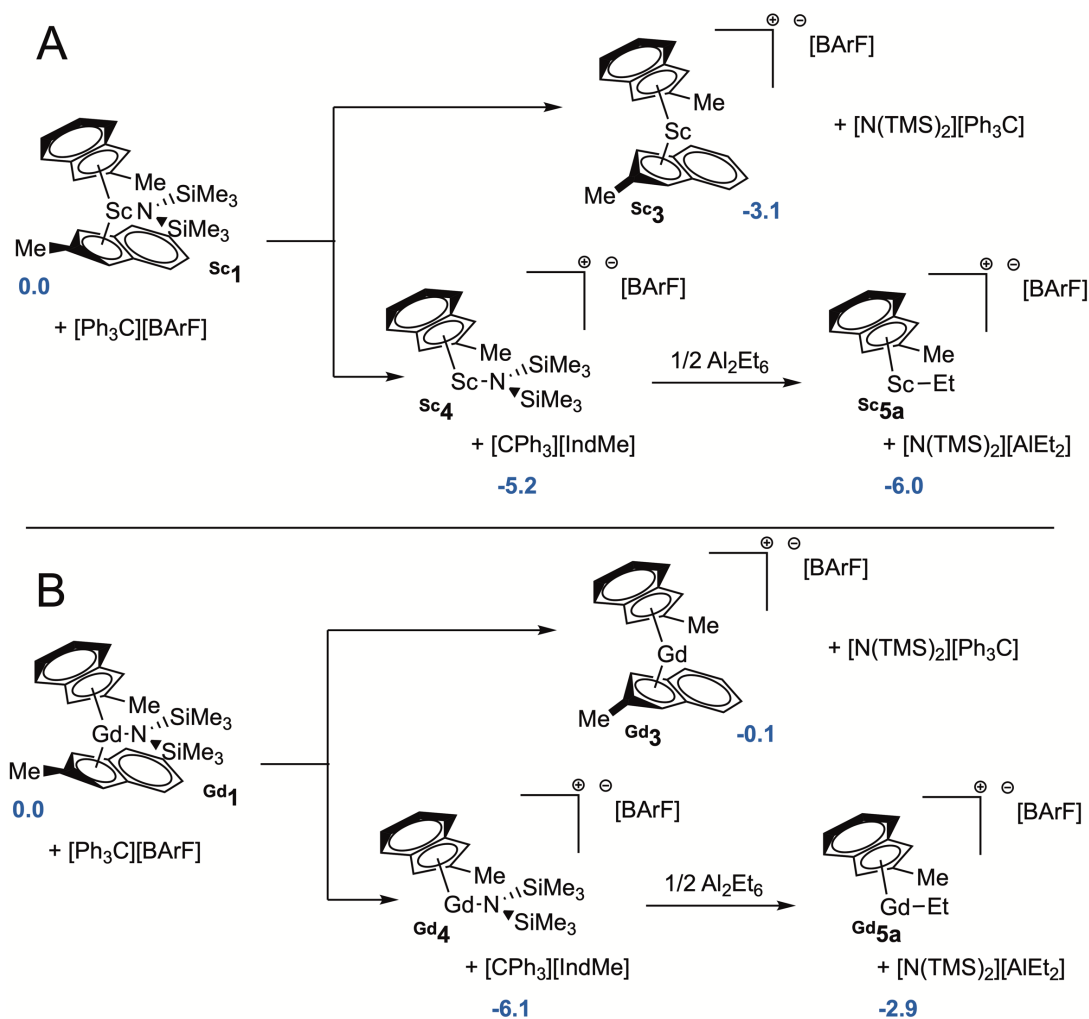 A
⊕ ⊖
[BArF]
Me
Sc
Me
Sc3
-3.1
+ [N(TMS)2][Ph3C]
Me
SiMe3
Sc N
SiMe3
Me
Sc1
0.0
+ [Ph3C][BArF]
⊕ ⊖
[BArF]
Me
SiMe3
Sc-N
SiMe3
Sc4
+ [CPh3][IndMe]
-5.2
1/2 Al2Et6
⊕ ⊖
[BArF]
Me
Sc-Et
Sc5a
+ [N(TMS)2][AlEt2]
-6.0
B
⊕ ⊖
[BArF]
Me
Gd
Me
Gd3
-0.1
+ [N(TMS)2][Ph3C]
Me
SiMe3
Gd-N
SiMe3
Me
Gd1
0.0
+ [Ph3C][BArF]
⊕ ⊖
[BArF]
Me
SiMe3
Gd-N
SiMe3
Gd4
+ [CPh3][IndMe]
-6.1
1/2 Al2Et6
⊕ ⊖
[BArF]
Me
Gd-Et
Gd5a
+ [N(TMS)2][AlEt2]
-2.9